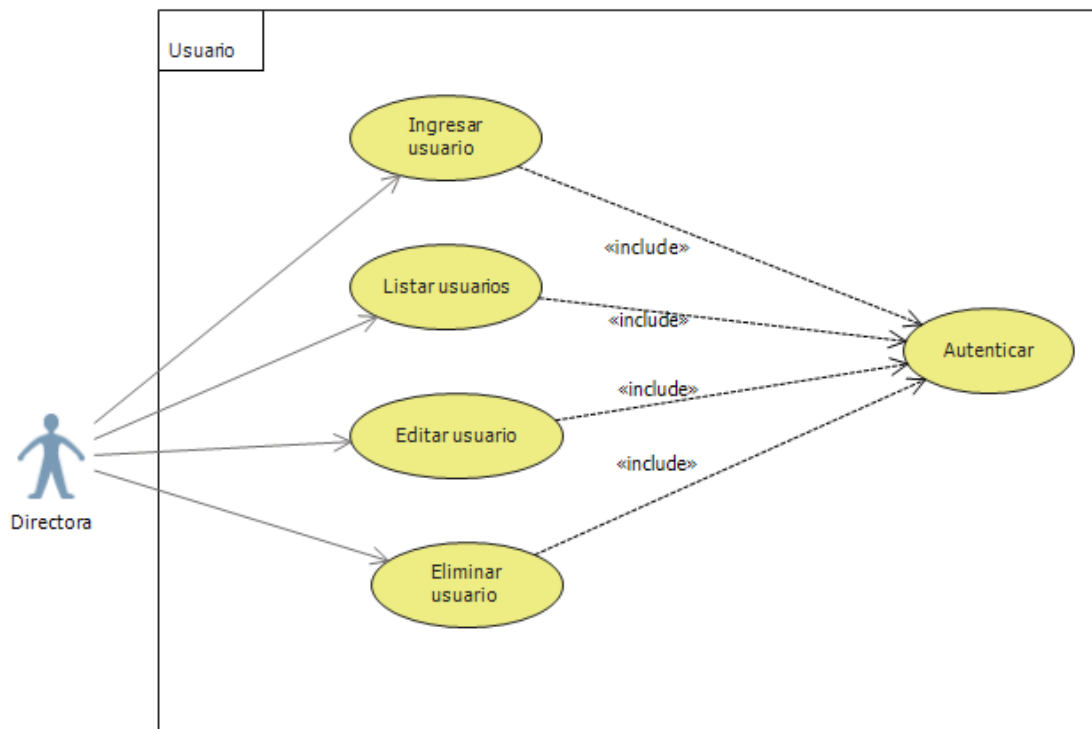 Usuario
Ingresar
usuario
«include»
Listar usuarios
«include»
Autenticar
«include»
Editar usuario
«include»
Directora
Eliminar
usuario